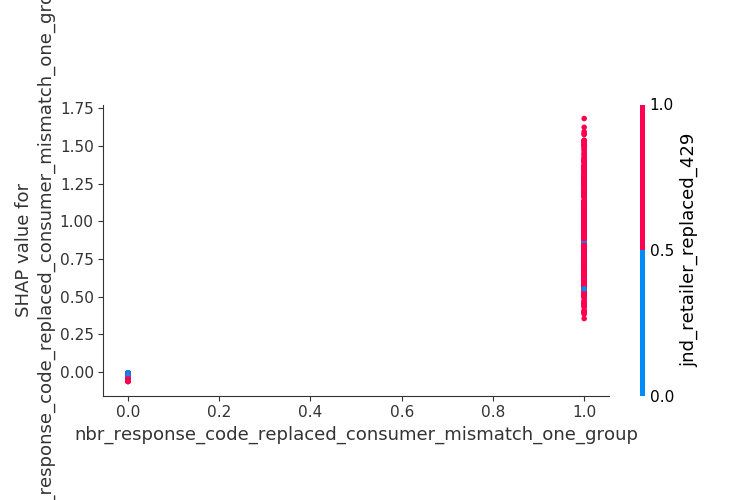 SHAP value for
_response_code_replaced_consumer_mismatch_one_gro
1.75
1.50
1.25
1.00
0.75
0.50
0.25
0.00
0.0 0.2 0.4 0.6 0.8 1.0
nbr_response_code_replaced_consumer_mismatch_one_group
1.0
0.5
0.0
jnd_retailer_replaced_429